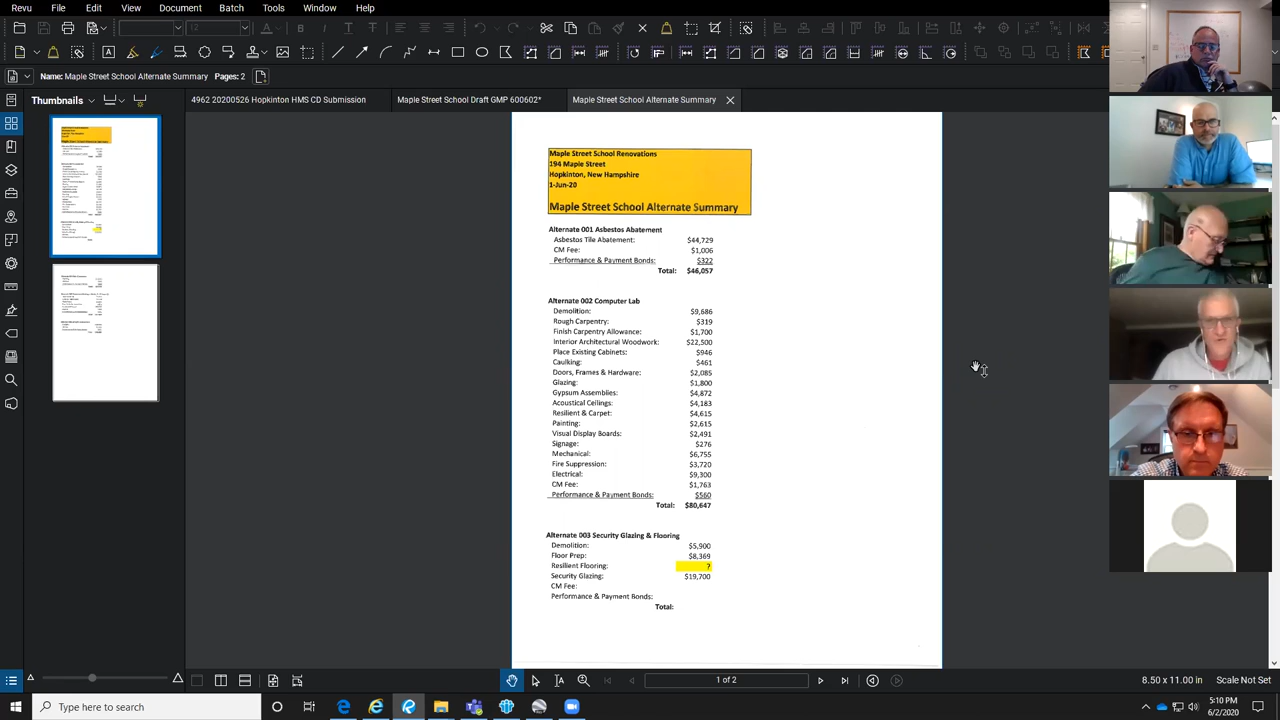 Name: Maple Street School Alternate Summary Pages: 2
Thumbnails
4962 20200526 Hopkinton HMS CD Submission
Maple Street School Draft GMP 600602*
Maple Street School Alternate Summary
Maple Street School Renovations
194 Maple Street
Hopkinton, New Hampshire
1-Jun-20
Maple Street School Alternate Summary
Alternate 001 Asbestos Abatement
Asbestos Tile Abatement: $44,729
CM Fee: $1,006
Performance & Payment Bonds: $322
Total: $46,057
Alternate 002 Computer Lab
Demolition: $9,686
Rough Carpentry: $319
Finish Carpentry Allowance: $1,700
Interior Architectural Woodwork: $22,500
Place Existing Cabinets: $946
Caulking: $461
Doors, Frames & Hardware: $2,085
Glazing: $1,800
Gypsum Assemblies: $4,872
Acoustical Ceilings: $4,183
Resilient & Carpet: $4,615
Painting: $2,615
Visual Display Boards: $2,491
Signage: $276
Mechanical: $6,755
Fire Suppression: $3,720
Electrical: $9,300
CM Fee: $1,763
Performance & Payment Bonds: $560
Total: $80,647
Alternate 003 Security Glazing & Flooring
Demolition: $5,900
Floor Prep: $8,369
Resilient Flooring: ?
Security Glazing: $19,700
CM Fee:
Performance & Payment Bonds:
Total:
1 of 2
8.50 x 11.00 in
Scale Not Set
Type here to search
5:10 PM
6/2/2020